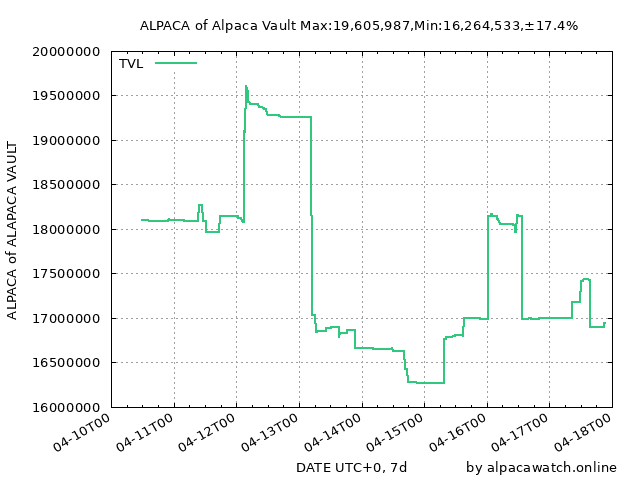 ALPACA of Alpaca Vault Max:19,605,987,Min:16,264,533,±17.4%
TVL
ALPACA of ALAPACA VAULT
20000000
19500000
19000000
18500000
18000000
17500000
17000000
16500000
16000000
04-10T00
04-11T00
04-12T00
04-13T00
04-14T00
04-15T00
04-16T00
04-17T00
04-18T00
DATE UTC+0, 7d
by alpacawatch.online